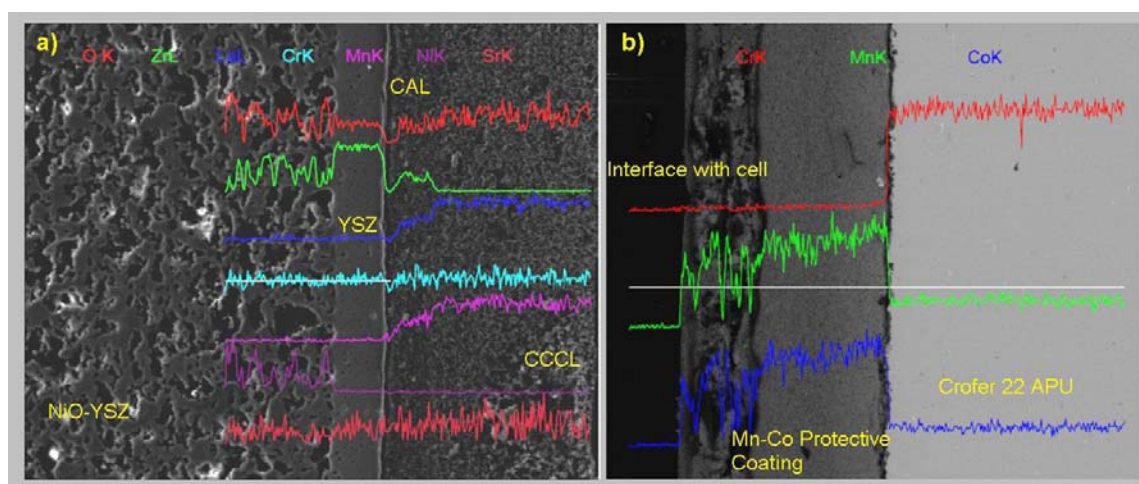 a)
O K ZrL LaL CrK MnK NiK SrK
CAL
YSZ
CCCL
NiO-YSZ
b)
CrK MnK CoK
Interface with cell
Crofer 22 APU
Mn-Co Protective
Coating